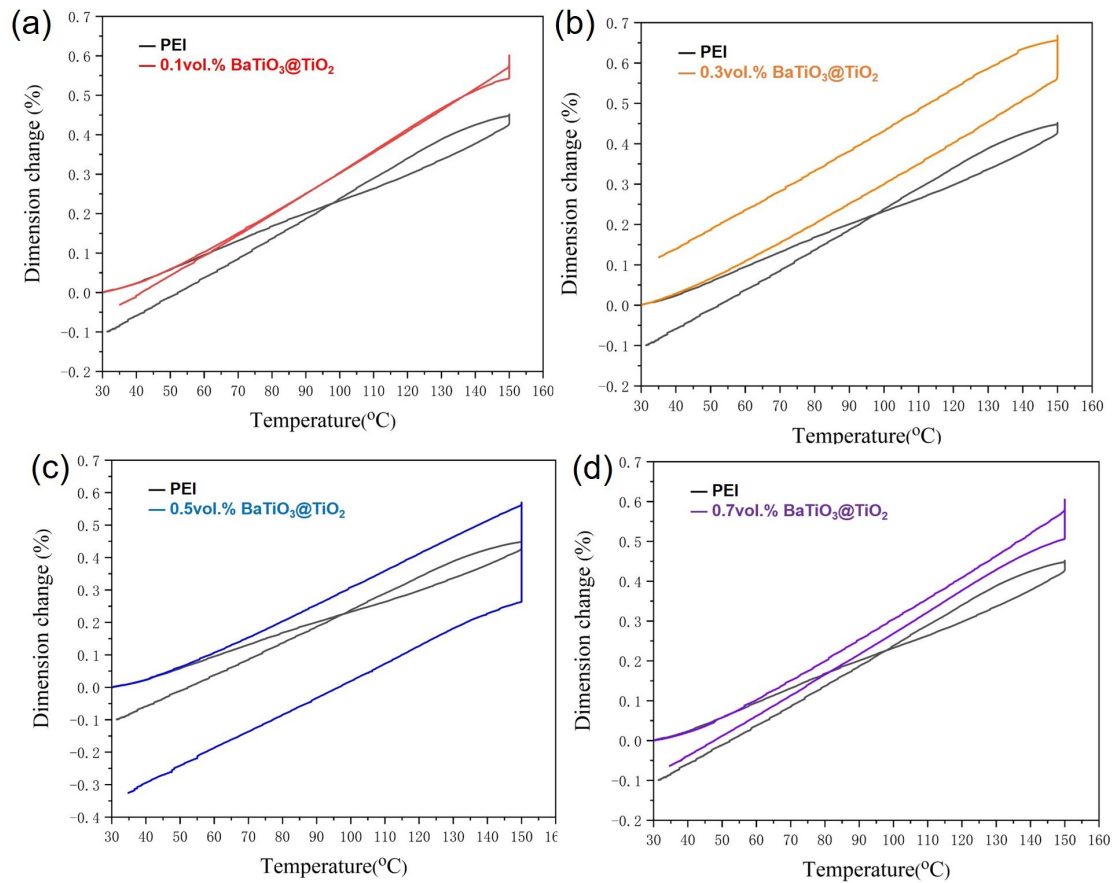 (a)
PEI
0.1vol.% BaTiO₃@TiO₂
Dimension change (%)
0.7
0.6
0.5
0.4
0.3
0.2
0.1
0.0
-0.1
-0.2
30 40 50 60 70 80 90 100 110 120 130 140 150 160
Temperature(°C)
(b)
PEI
0.3vol.% BaTiO₃@TiO₂
Dimension change (%)
0.7
0.6
0.5
0.4
0.3
0.2
0.1
0.0
-0.1
-0.2
30 40 50 60 70 80 90 100 110 120 130 140 150 160
Temperature(°C)
(c)
PEI
0.5vol.% BaTiO₃@TiO₂
Dimension change (%)
0.7
0.6
0.5
0.4
0.3
0.2
0.1
0.0
-0.1
-0.2
-0.3
-0.4
30 40 50 60 70 80 90 100 110 120 130 140 150
Temperature(°C)
(d)
PEI
0.7vol.% BaTiO₃@TiO₂
Dimension change (%)
0.7
0.6
0.5
0.4
0.3
0.2
0.1
0.0
-0.1
-0.2
30 40 50 60 70 80 90 100 110 120 130 140 150 160
Temperature(°C)